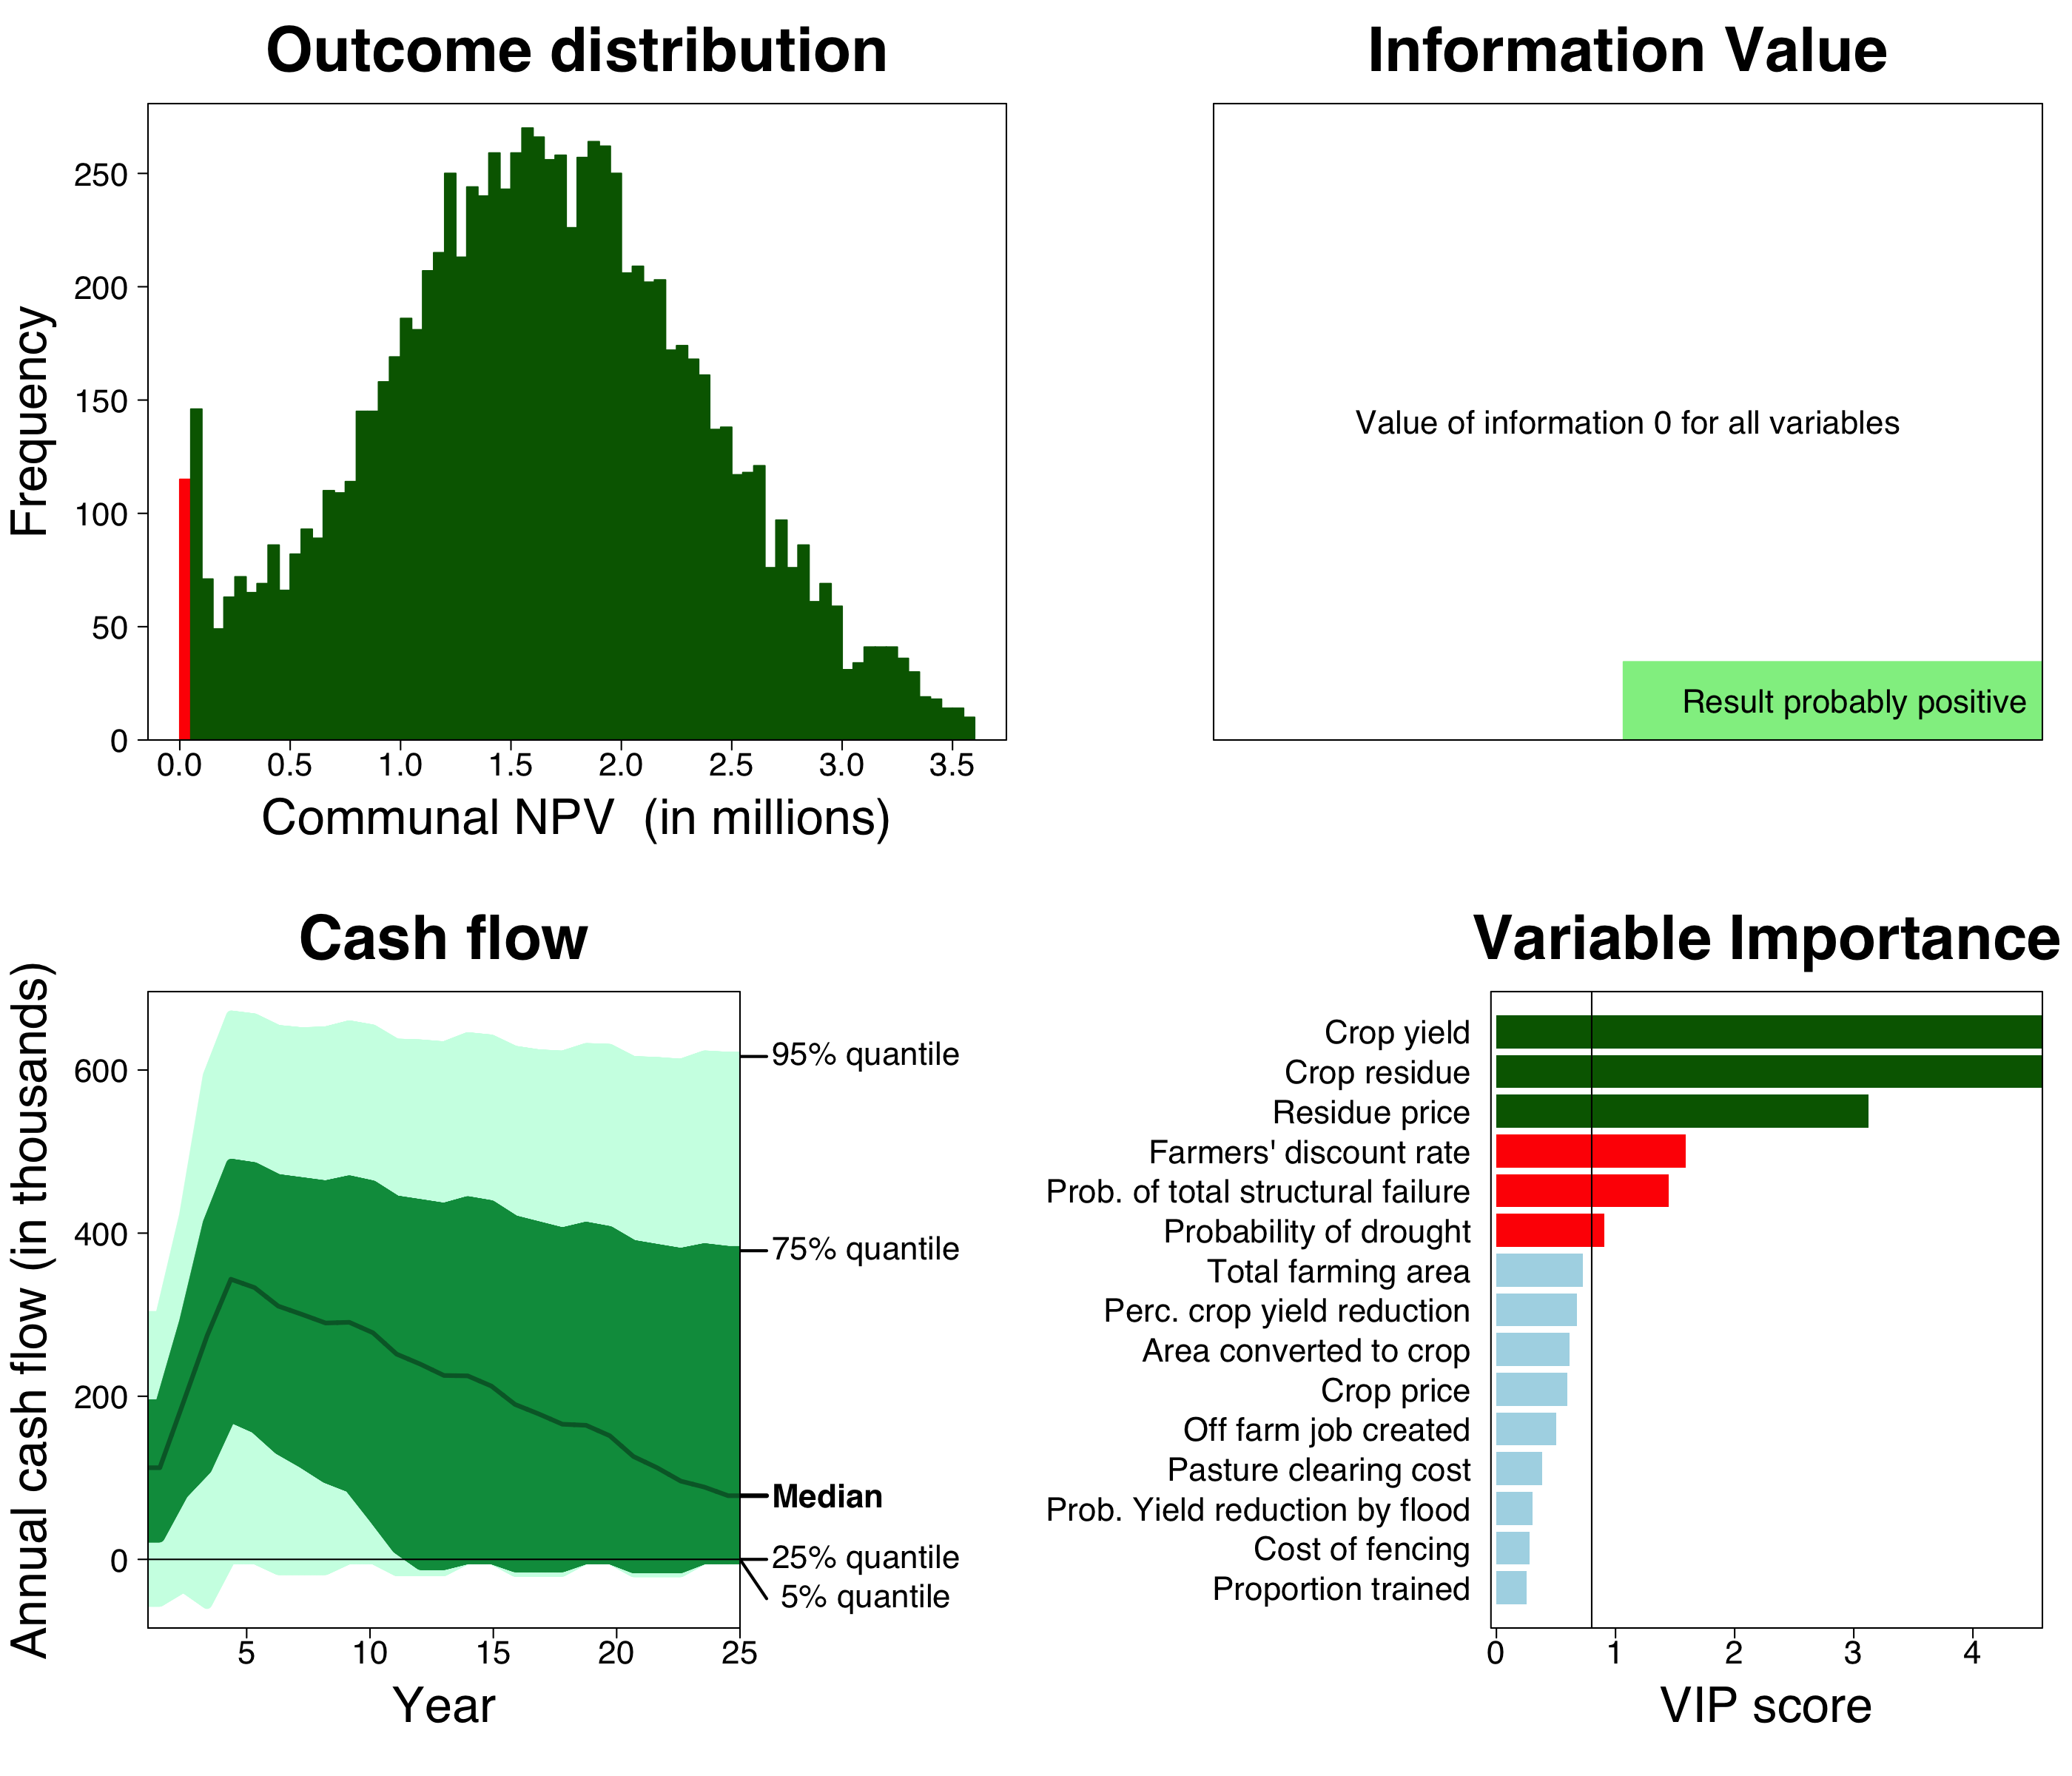 Outcome distribution
Frequency
250
200
150
100
50
0
0.0 0.5 1.0 1.5 2.0 2.5 3.0 3.5
Communal NPV (in millions)
Information Value
Value of information 0 for all variables
Result probably positive
Cash flow
Annual cash flow (in thousands)
600
400
200
0
95% quantile
75% quantile
Median
25% quantile
5% quantile
5 10 15 20 25
Year
Variable Importance
Crop yield
Crop residue
Residue price
Farmers' discount rate
Prob. of total structural failure
Probability of drought
Total farming area
Perc. crop yield reduction
Area converted to crop
Crop price
Off farm job created
Pasture clearing cost
Prob. Yield reduction by flood
Cost of fencing
Proportion trained
0 1 2 3 4
VIP score